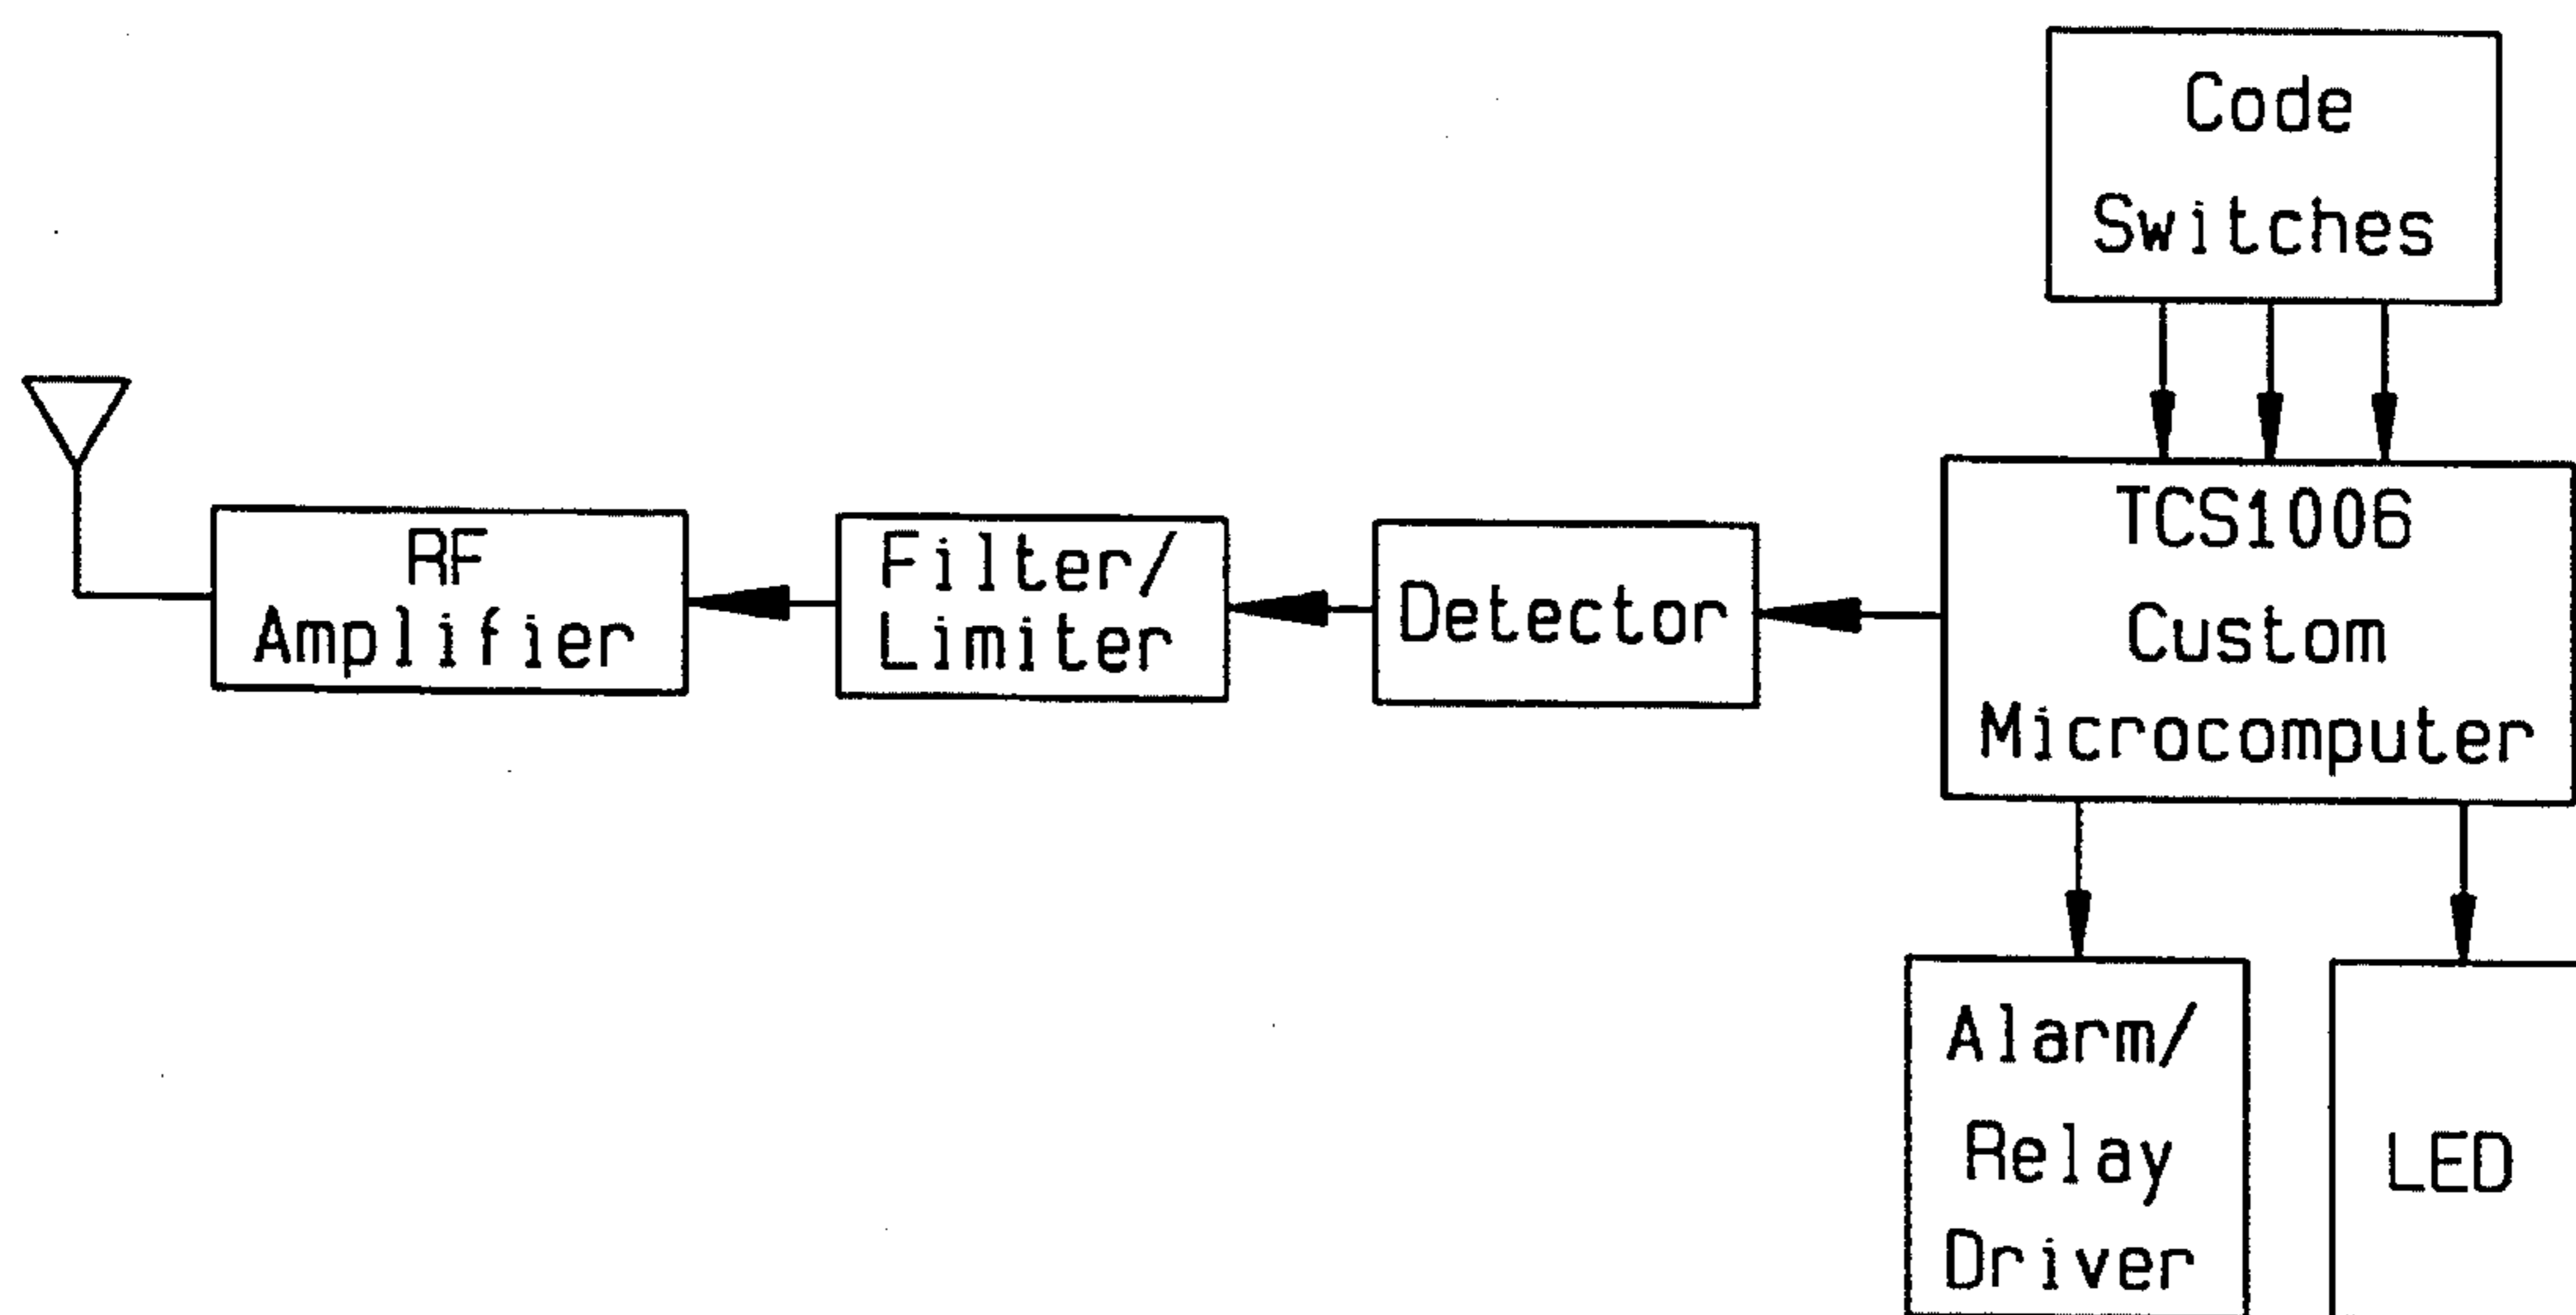 Code
Switches
RF
Amplifier
Filter/
Limiter
Detector
TCS1006
Custom
Microcomputer
Alarm/
Relay
Driver
LED